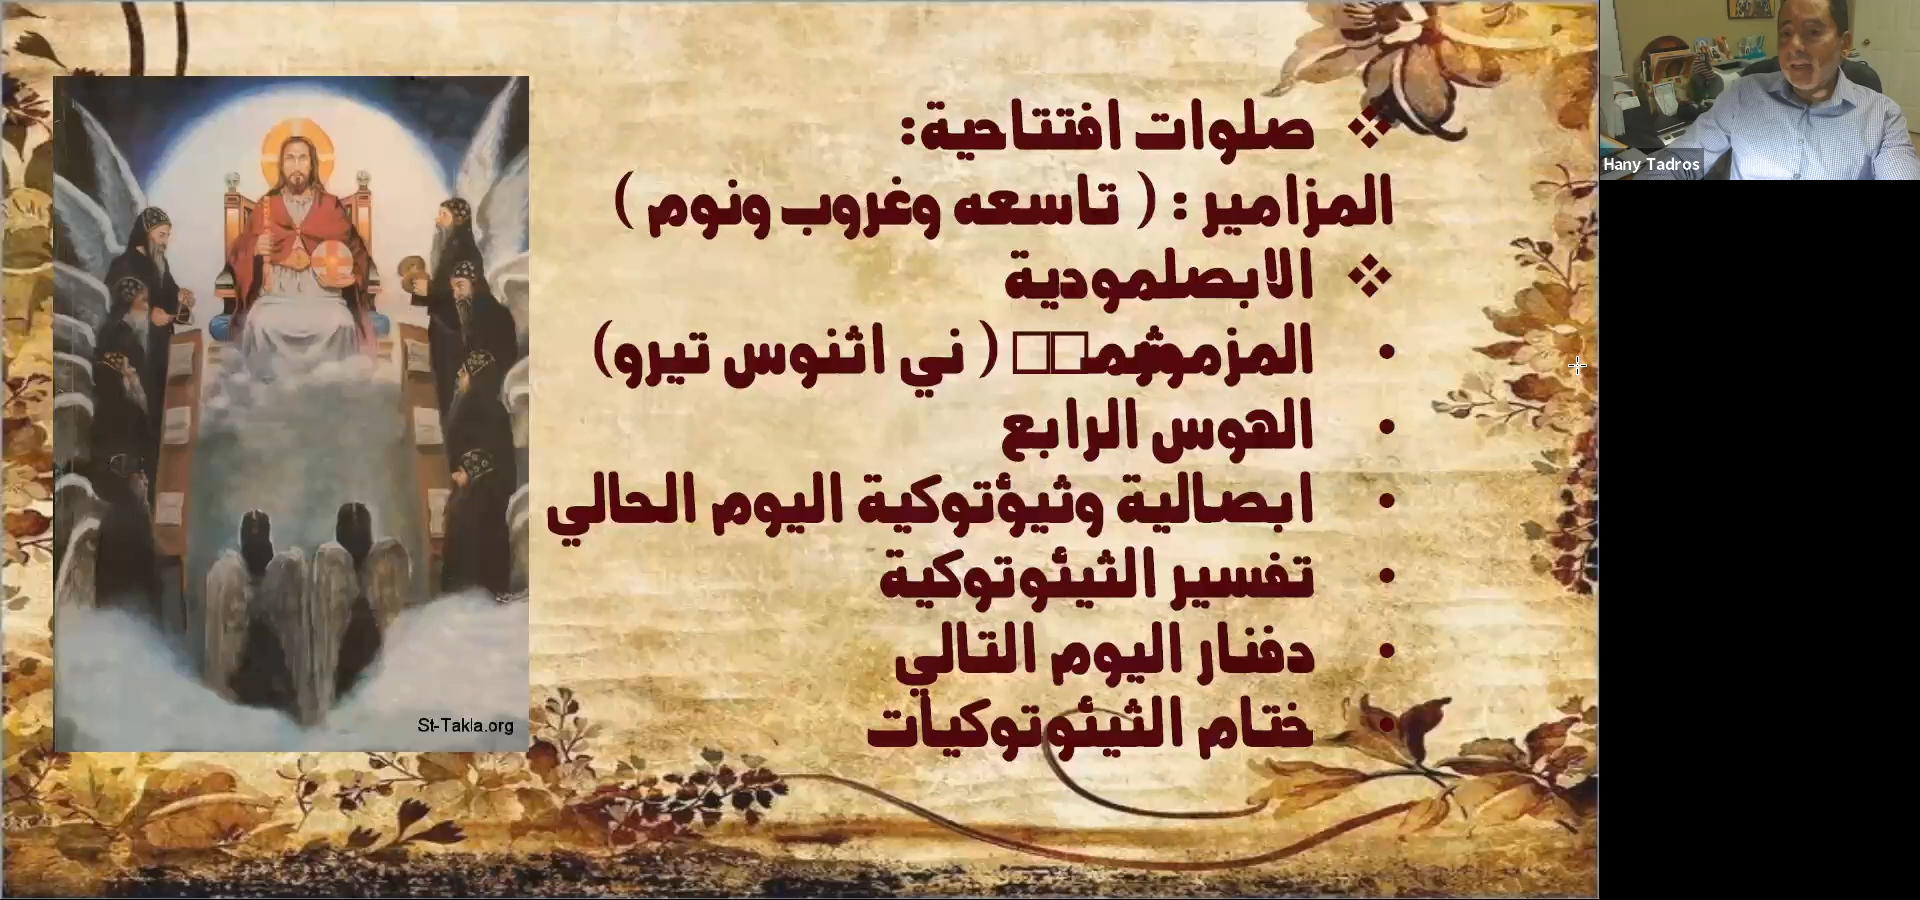 ❖ صلوات افتتاحية:
المزامير : ( تاسعه وغروب ونوم )
❖ الابصلمودية
• ( ني اثنوس تيرو)
• الهوس الرابع
• ابصالية وثيؤتوكية اليوم الحالي
• تفسير الثيئوتوكية
• دفنار اليوم التالي
• ختام الثيئوتوكيات
St-Takla.org
Hany Tadros